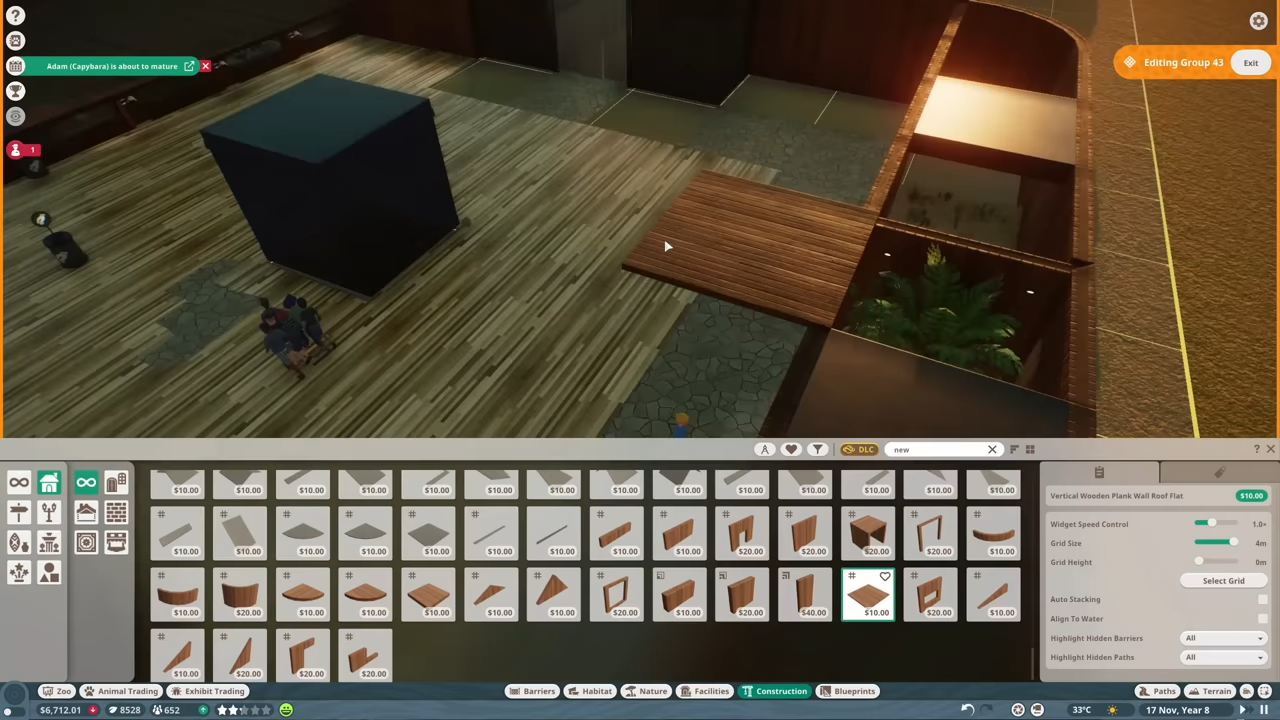 ?
Editing Group 43 Exit
Adam (Capybara) is about to mature
1
DLC new
? 
$10.00 $10.00 $10.00 $10.00 $10.00 $10.00 $10.00 $10.00 $10.00 $10.00 $10.00 $10.00 $10.00 $10.00
$10.00 $10.00 $10.00 $10.00 $10.00 $10.00 $10.00 $10.00 $10.00 $20.00 $20.00 $20.00 $20.00 $10.00
$10.00 $20.00 $10.00 $10.00 $10.00 $10.00 $10.00 $20.00 $10.00 $20.00 $40.00 $10.00 $20.00 $10.00
$10.00 $20.00 $20.00 $20.00
Vertical Wooden Plank Wall Roof Flat $10.00
Widget Speed Control 1.0×
Grid Size 4m
Grid Height 0m
Select Grid
Auto Stacking
Align To Water
Highlight Hidden Barriers All
Highlight Hidden Paths All
Zoo Animal Trading Exhibit Trading Barriers Habitat Nature Facilities Construction Blueprints Paths Terrain
$6,712.01 8528 652 33°C 17 Nov, Year 8